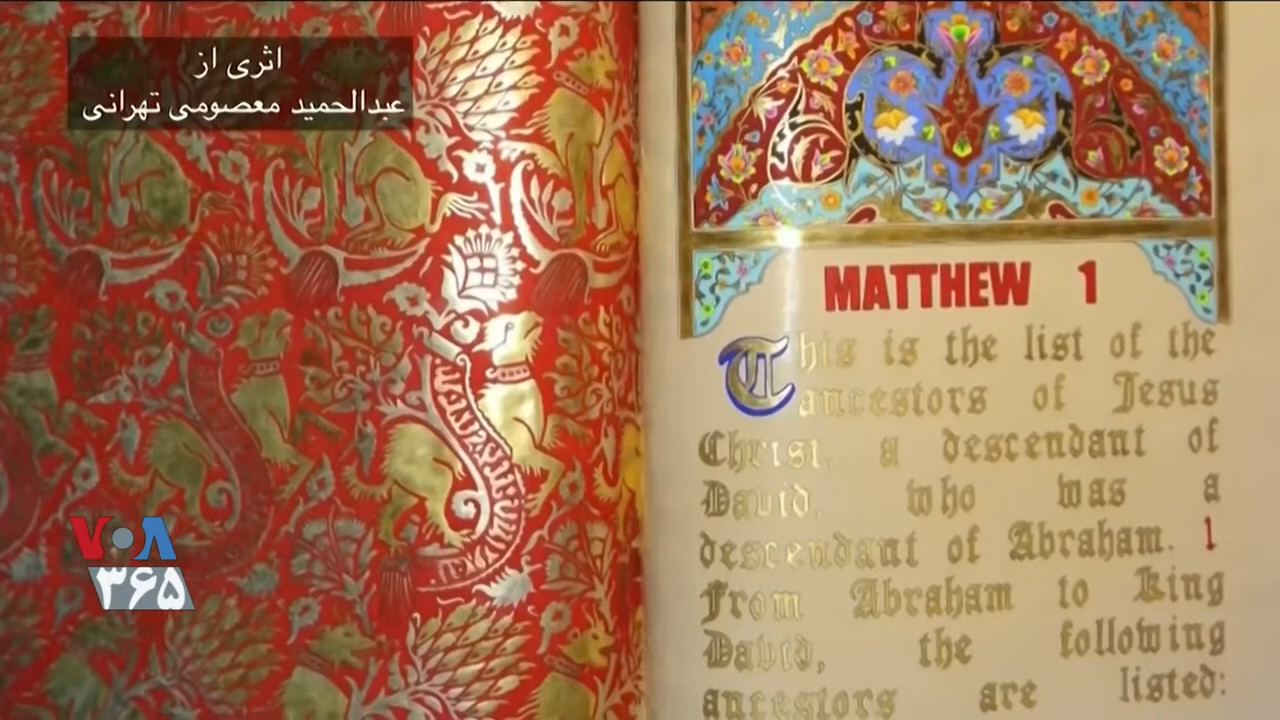 اثری از
عبدالحمید معصومی تهرانی
MATTHEW 1
This is the list of the
ancestors of Jesus
Christ, a descendant of
David, who was a
descendant of Abraham. 1
From Abraham to King
David, the following
ancestors are listed:
VOA
۳۶۵